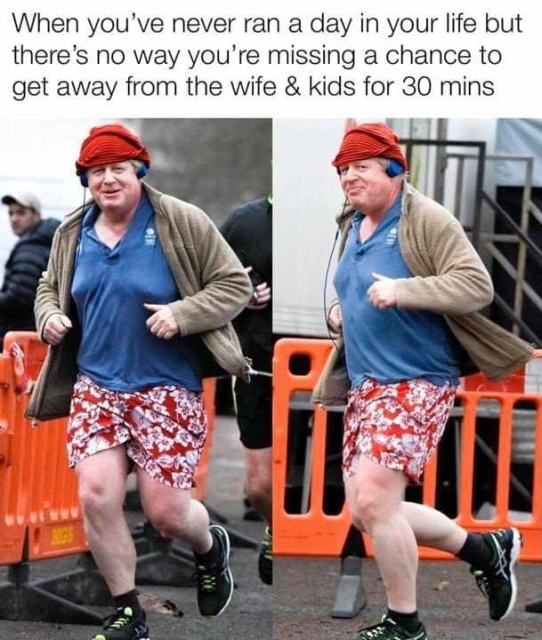 When you've never ran a day in your life but
there's no way you're missing a chance to
get away from the wife & kids for 30 mins